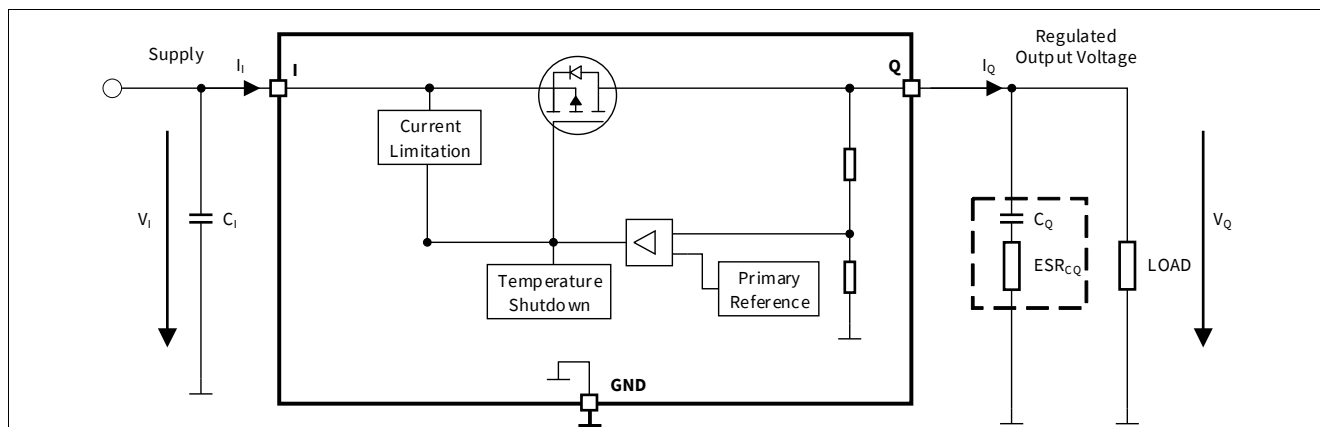 Supply
Regulated
Output Voltage
I_I
I
Q
I_Q
Current
Limitation
V_I
C_I
C_Q
V_Q
Temperature
Shutdown
Primary
Reference
ESR_CQ
LOAD
GND